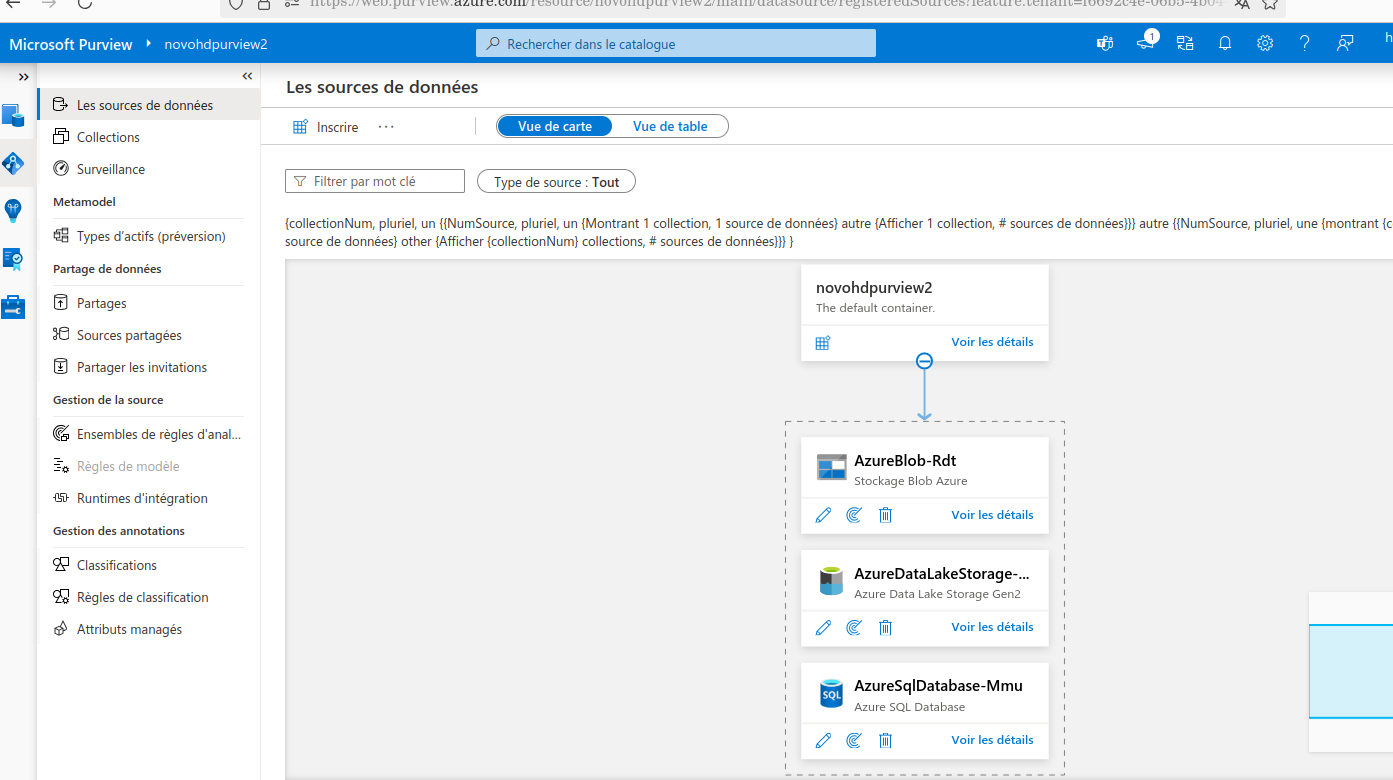 https://web.purview.azure.com/resource/novohdpurview2/main/datasource/registeredSources?feature.tenant=
Microsoft Purview
novohdpurview2
Rechercher dans le catalogue
1
Les sources de données
Collections
Surveillance
Metamodel
Types d'actifs (préversion)
Partage de données
Partages
Sources partagées
Partager les invitations
Gestion de la source
Ensembles de règles d'anal...
Règles de modèle
Runtimes d'intégration
Gestion des annotations
Classifications
Règles de classification
Attributs managés
Les sources de données
Inscrire
Vue de carte
Vue de table
Filtrer par mot clé
Type de source : Tout
{collectionNum, pluriel, un {{NumSource, pluriel, un {Montrant 1 collection, 1 source de données} autre {Afficher 1 collection, # sources de données}}} autre {{NumSource, pluriel, une {montrant {c
source de données} other {Afficher {collectionNum} collections, # sources de données}}} }
novohdpurview2
The default container.
Voir les détails
AzureBlob-Rdt
Stockage Blob Azure
Voir les détails
AzureDataLakeStorage-...
Azure Data Lake Storage Gen2
Voir les détails
SQL
AzureSqlDatabase-Mmu
Azure SQL Database
Voir les détails